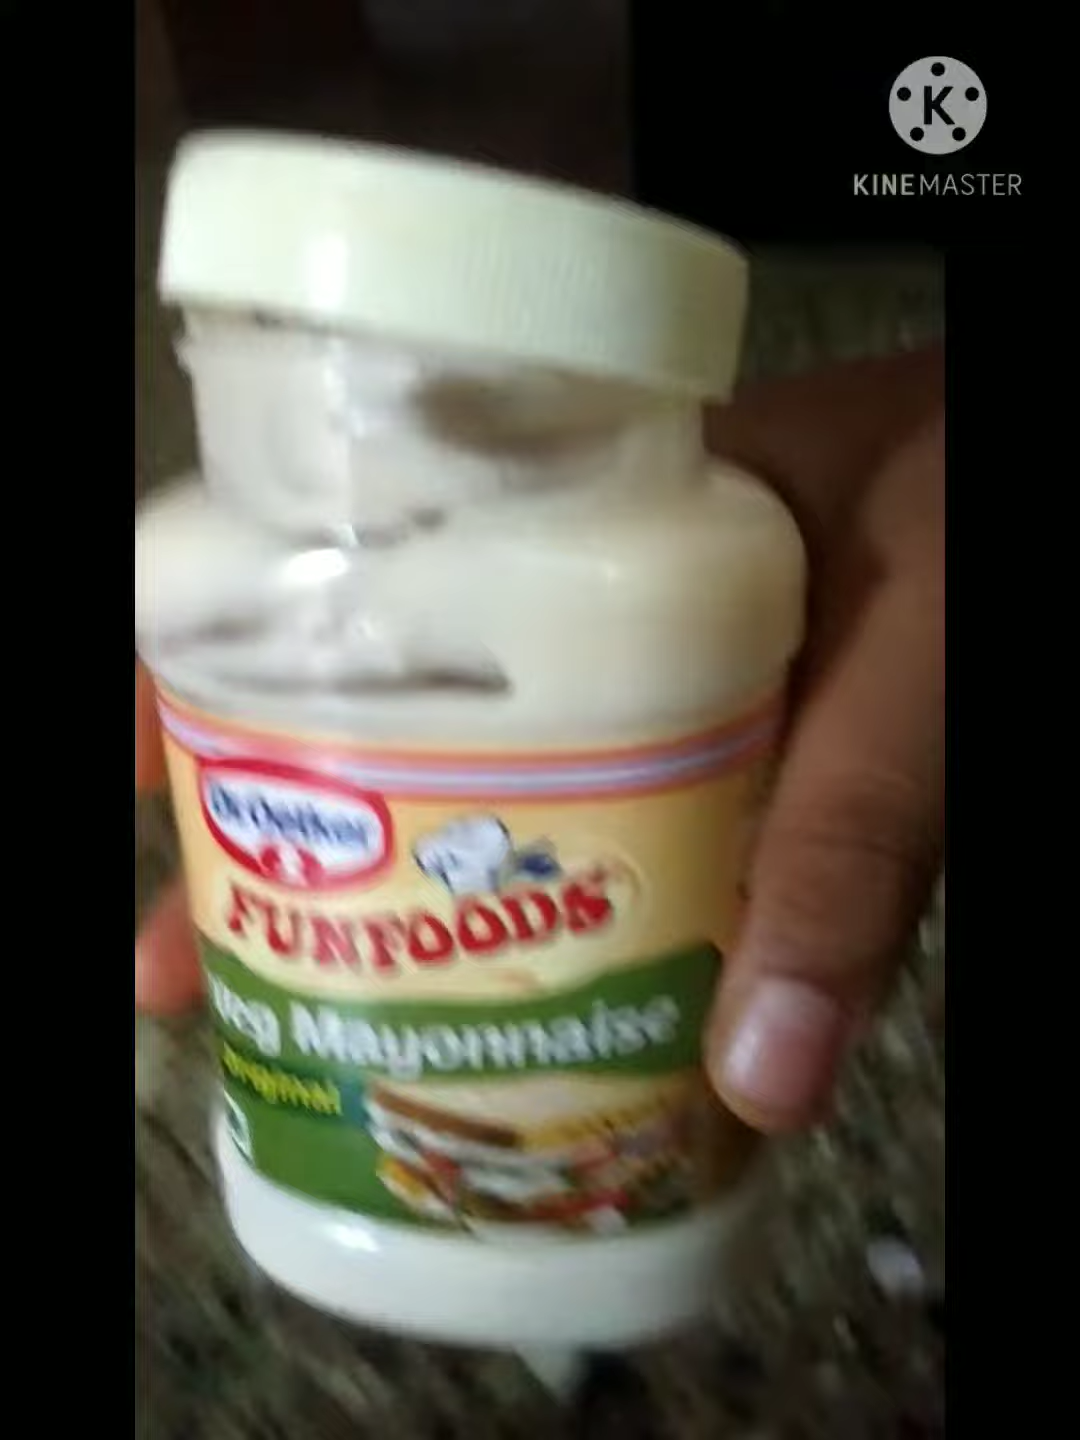 K
KINEMASTER
Dr. Oetker
FUNFOODS
Veg Mayonnaise
Original